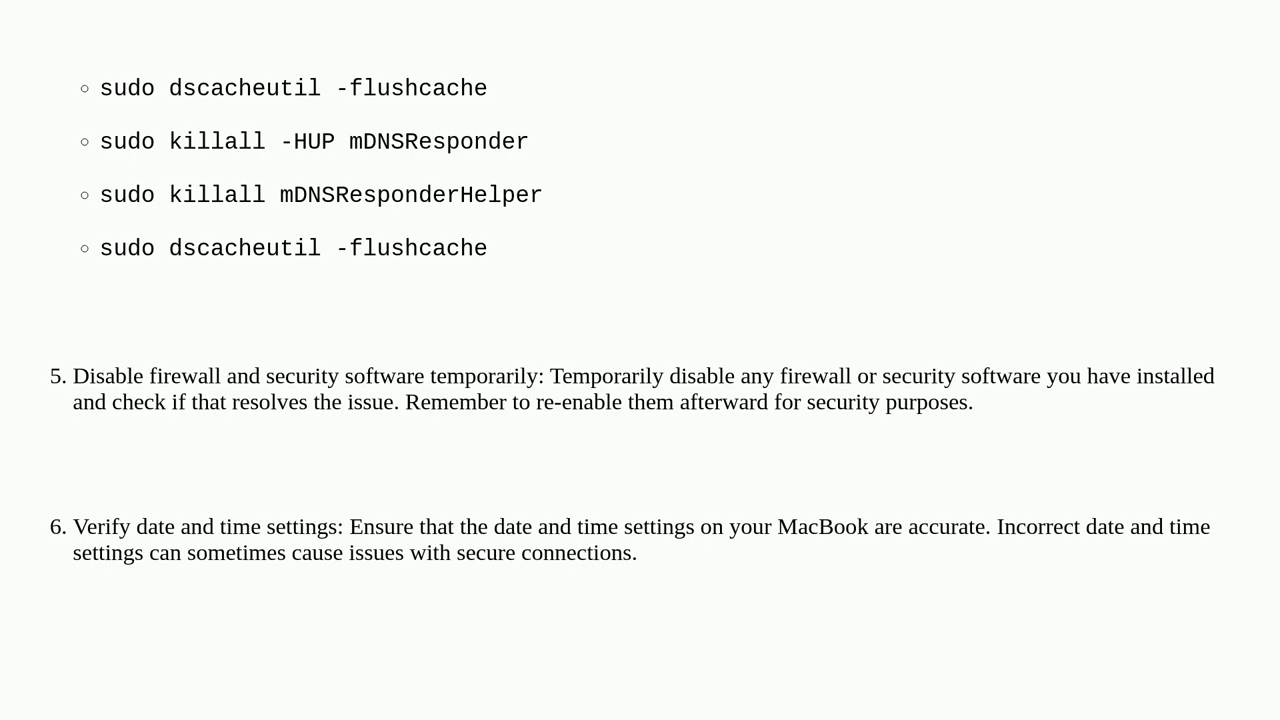 sudo dscacheutil -flushcache
sudo killall -HUP mDNSResponder
sudo killall mDNSResponderHelper
sudo dscacheutil -flushcache
5. Disable firewall and security software temporarily: Temporarily disable any firewall or security software you have installed
and check if that resolves the issue. Remember to re-enable them afterward for security purposes.
6. Verify date and time settings: Ensure that the date and time settings on your MacBook are accurate. Incorrect date and time
settings can sometimes cause issues with secure connections.